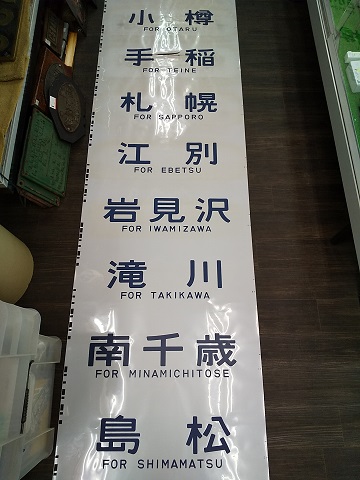 小樽
FOR OTARU
手稲
FOR TEINE
札幌
FOR SAPPORO
江別
FOR EBETSU
岩見沢
FOR IWAMIZAWA
滝川
FOR TAKIKAWA
南千歳
FOR MINAMICHITOSE
島松
FOR SHIMAMATSU